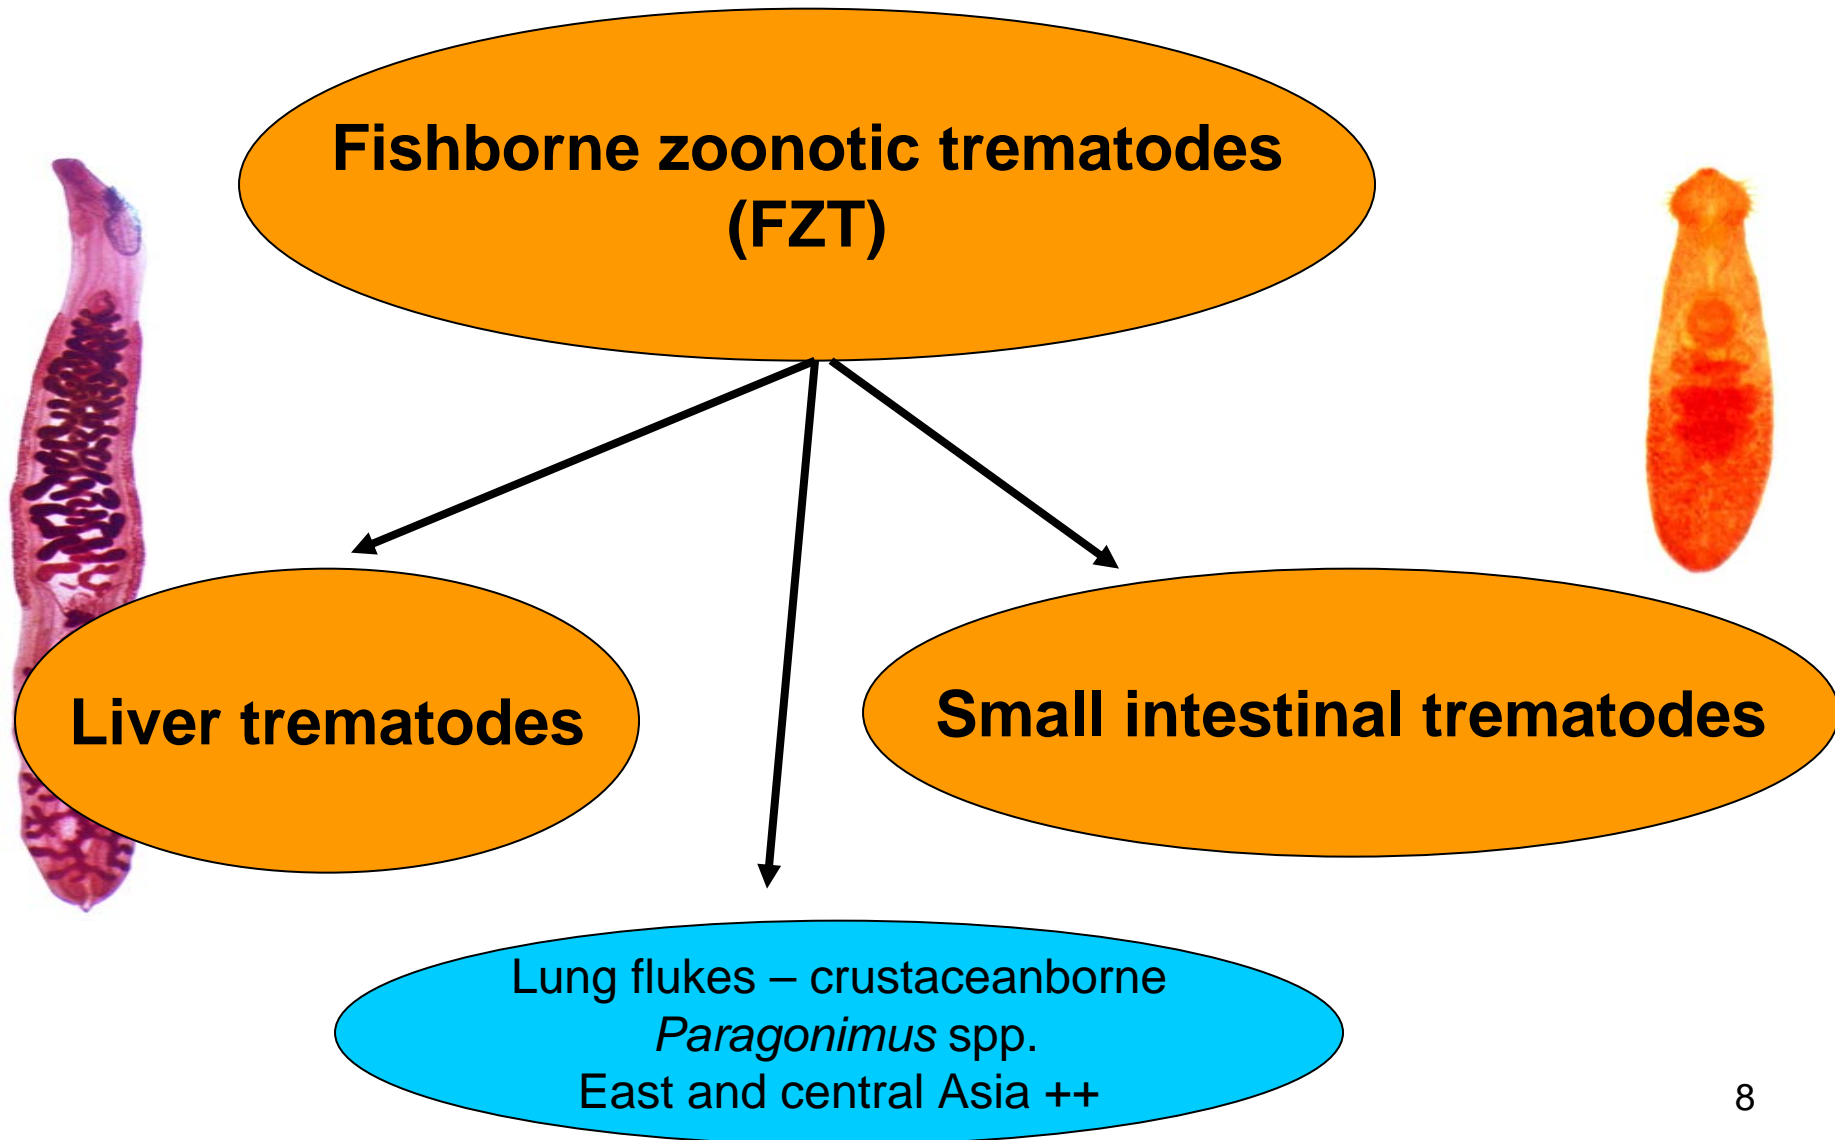 Fishborne zoonotic trematodes
(FZT)
Liver trematodes
Small intestinal trematodes
Lung flukes – crustaceanborne
Paragonimus spp.
East and central Asia ++
8